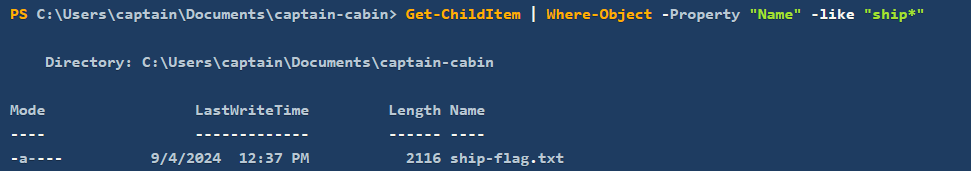 PS C:\Users\captain\Documents\captain-cabin> Get-ChildItem | Where-Object -Property "Name" -like "ship*"
Directory: C:\Users\captain\Documents\captain-cabin
Mode LastWriteTime Length Name
---- ------------- ------ ----
-a---- 9/4/2024 12:37 PM 2116 ship-flag.txt